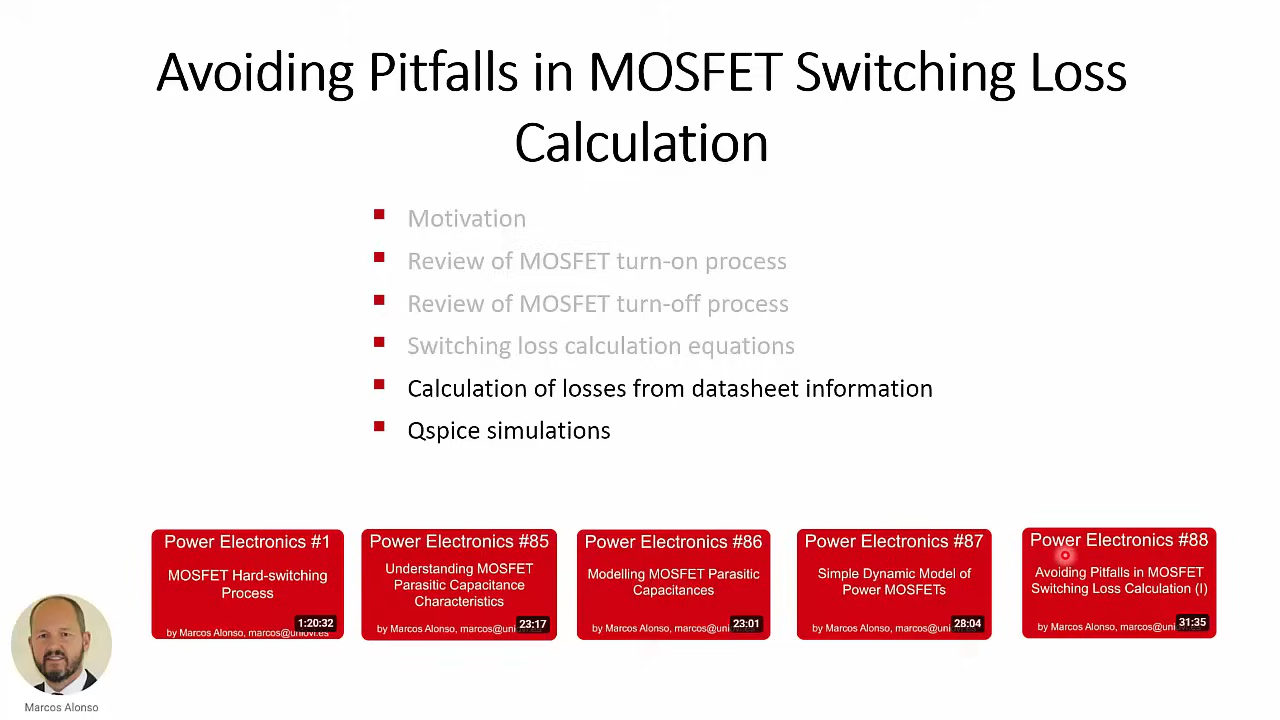 Avoiding Pitfalls in MOSFET Switching Loss
Calculation
Motivation
Review of MOSFET turn-on process
Review of MOSFET turn-off process
Switching loss calculation equations
Calculation of losses from datasheet information
Qspice simulations
Power Electronics #1
MOSFET Hard-switching
Process
1:20:32
by Marcos Alonso, marcos@uniovi.es
Power Electronics #85
Understanding MOSFET
Parasitic Capacitance
Characteristics
by Marcos Alonso, marcos@uni
23:17
Power Electronics #86
Modelling MOSFET Parasitic
Capacitances
by Marcos Alonso, marcos@uni
23:01
Power Electronics #87
Simple Dynamic Model of
Power MOSFETs
by Marcos Alonso, marcos@uni
28:04
Power Electronics #88
Avoiding Pitfalls in MOSFET
Switching Loss Calculation (I)
by Marcos Alonso, marcos@uni
31:35
Marcos Alonso